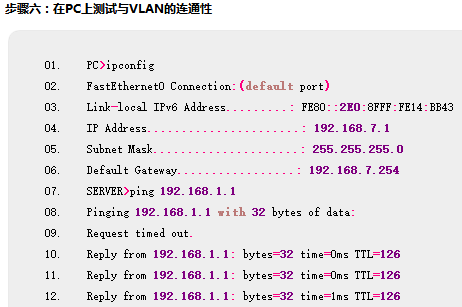 步骤六：在PC上测试与VLAN的连通性
01. PC>ipconfig
02. FastEthernet0 Connection:(default port)
03. Link-local IPv6 Address.........: FE80::2E0:8FFF:FE14:BB43
04. IP Address......................: 192.168.7.1
05. Subnet Mask.....................: 255.255.255.0
06. Default Gateway.................: 192.168.7.254
07. SERVER>ping 192.168.1.1
08. Pinging 192.168.1.1 with 32 bytes of data:
09. Request timed out.
10. Reply from 192.168.1.1: bytes=32 time=0ms TTL=126
11. Reply from 192.168.1.1: bytes=32 time=0ms TTL=126
12. Reply from 192.168.1.1: bytes=32 time=1ms TTL=126